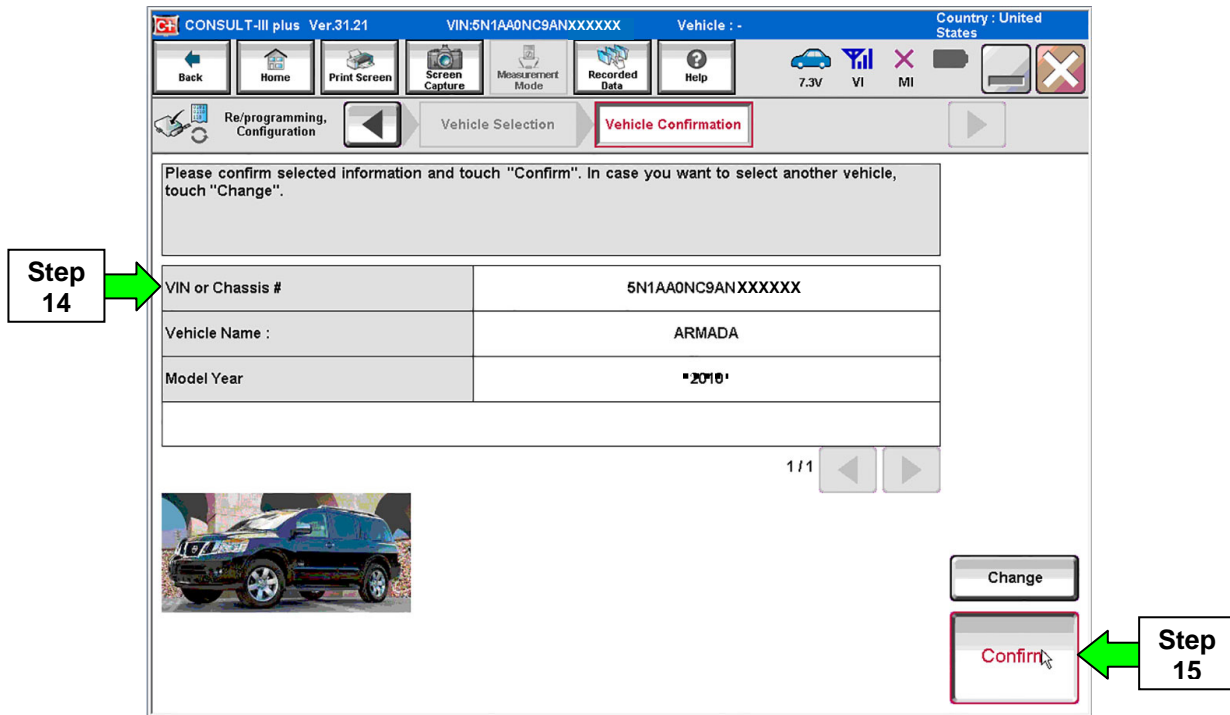 CONSULT-III plus Ver.31.21 VIN:5N1AA0NC9ANXXXXXX Vehicle : - Country : United
States
Back Home Print Screen Screen
Capture Measurement
Mode Recorded
Data Help 7.3V VI MI
Re/programming,
Configuration Vehicle Selection Vehicle Confirmation
Please confirm selected information and touch "Confirm". In case you want to select another vehicle,
touch "Change".
Step
14
VIN or Chassis # 5N1AA0NC9ANXXXXXX
Vehicle Name : ARMADA
Model Year 2010
1/1
Change
Confirm
Step
15